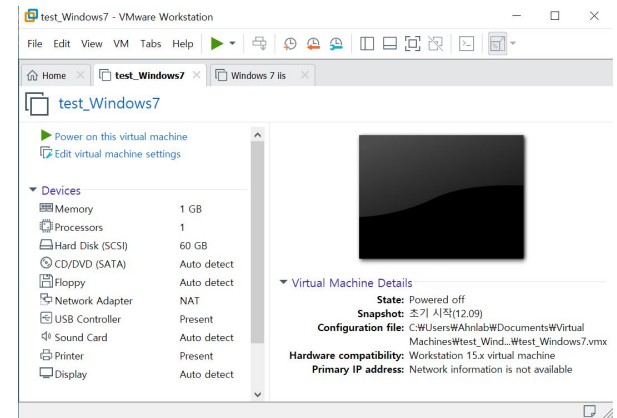 test_Windows7 - VMware Workstation
File Edit View VM Tabs Help
Home
test_Windows7
Windows 7 iis
test_Windows7
Power on this virtual machine
Edit virtual machine settings
Devices
Memory 1 GB
Processors 1
Hard Disk (SCSI) 60 GB
CD/DVD (SATA) Auto detect
Floppy Auto detect
Network Adapter NAT
USB Controller Present
Sound Card Auto detect
Printer Present
Display Auto detect
Virtual Machine Details
State: Powered off
Snapshot: 초기 시작(12.09)
Configuration file: C:₩Users₩Ahnlab₩Documents₩Virtual
Machines₩test_Wind...₩test_Windows7.vmx
Hardware compatibility: Workstation 15.x virtual machine
Primary IP address: Network information is not available